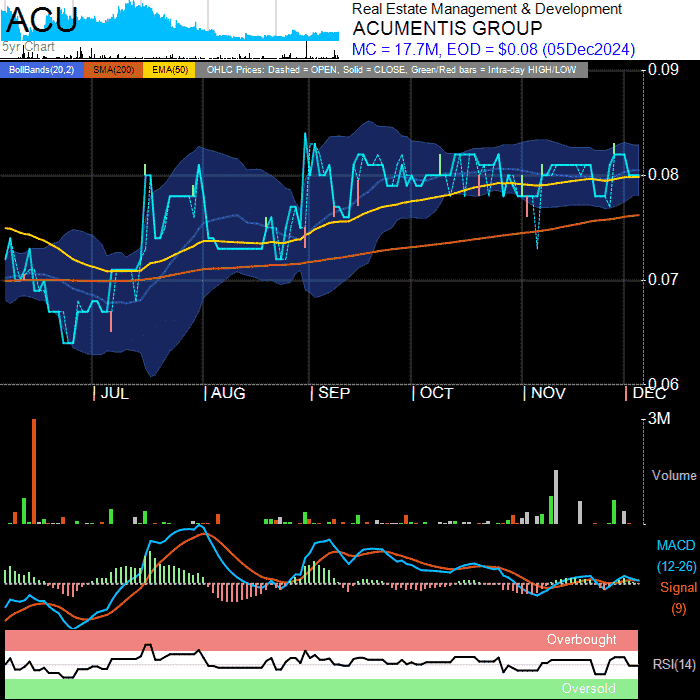 ACU
5yr Chart
Real Estate Management & Development
ACUMENTIS GROUP
MC = 17.7M, EOD = $0.08 (05Dec2024)
BollBands(20,2) SMA(200) EMA(50) OHLC Prices: Dashed = OPEN, Solid = CLOSE, Green/Red bars = Intra-day HIGH/LOW
0.09
0.08
0.07
0.06
JUL AUG SEP OCT NOV DEC
3M
Volume
MACD
(12-26)
Signal
(9)
Overbought
RSI(14)
Oversold